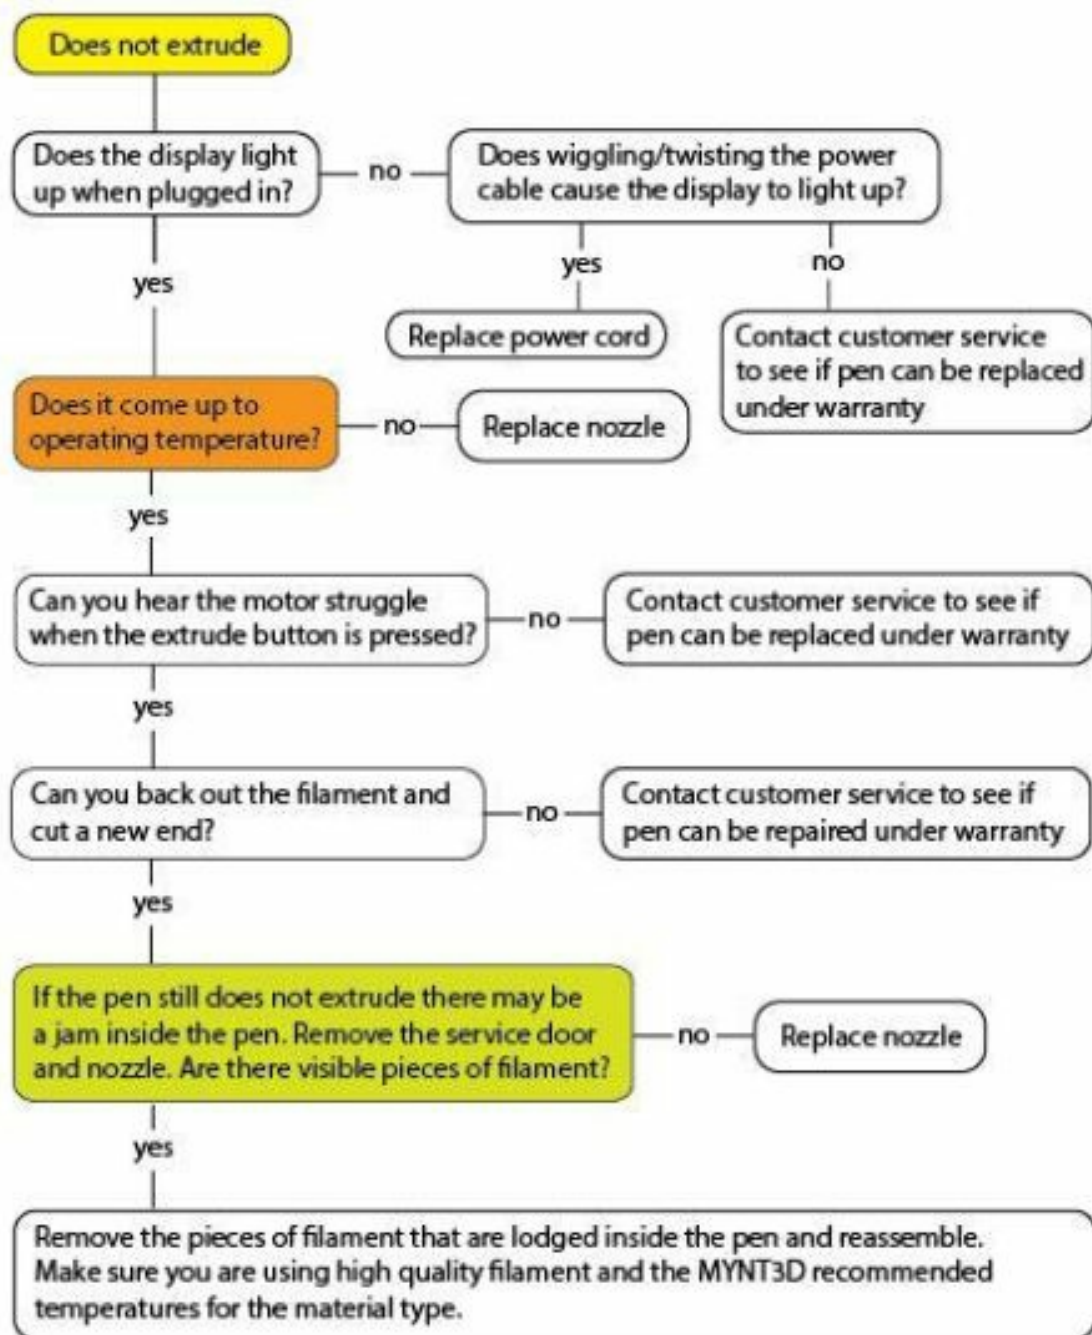 Does not extrude
Does the display light
up when plugged in?
no
Does wiggling/twisting the power
cable cause the display to light up?
yes
yes
no
Replace power cord
Contact customer service
to see if pen can be replaced
under warranty
Does it come up to
operating temperature?
no
Replace nozzle
yes
Can you hear the motor struggle
when the extrude button is pressed?
no
Contact customer service to see if
pen can be replaced under warranty
yes
Can you back out the filament and
cut a new end?
no
Contact customer service to see if
pen can be repaired under warranty
yes
If the pen still does not extrude there may be
a jam inside the pen. Remove the service door
and nozzle. Are there visible pieces of filament?
no
Replace nozzle
yes
Remove the pieces of filament that are lodged inside the pen and reassemble.
Make sure you are using high quality filament and the MYNT3D recommended
temperatures for the material type.